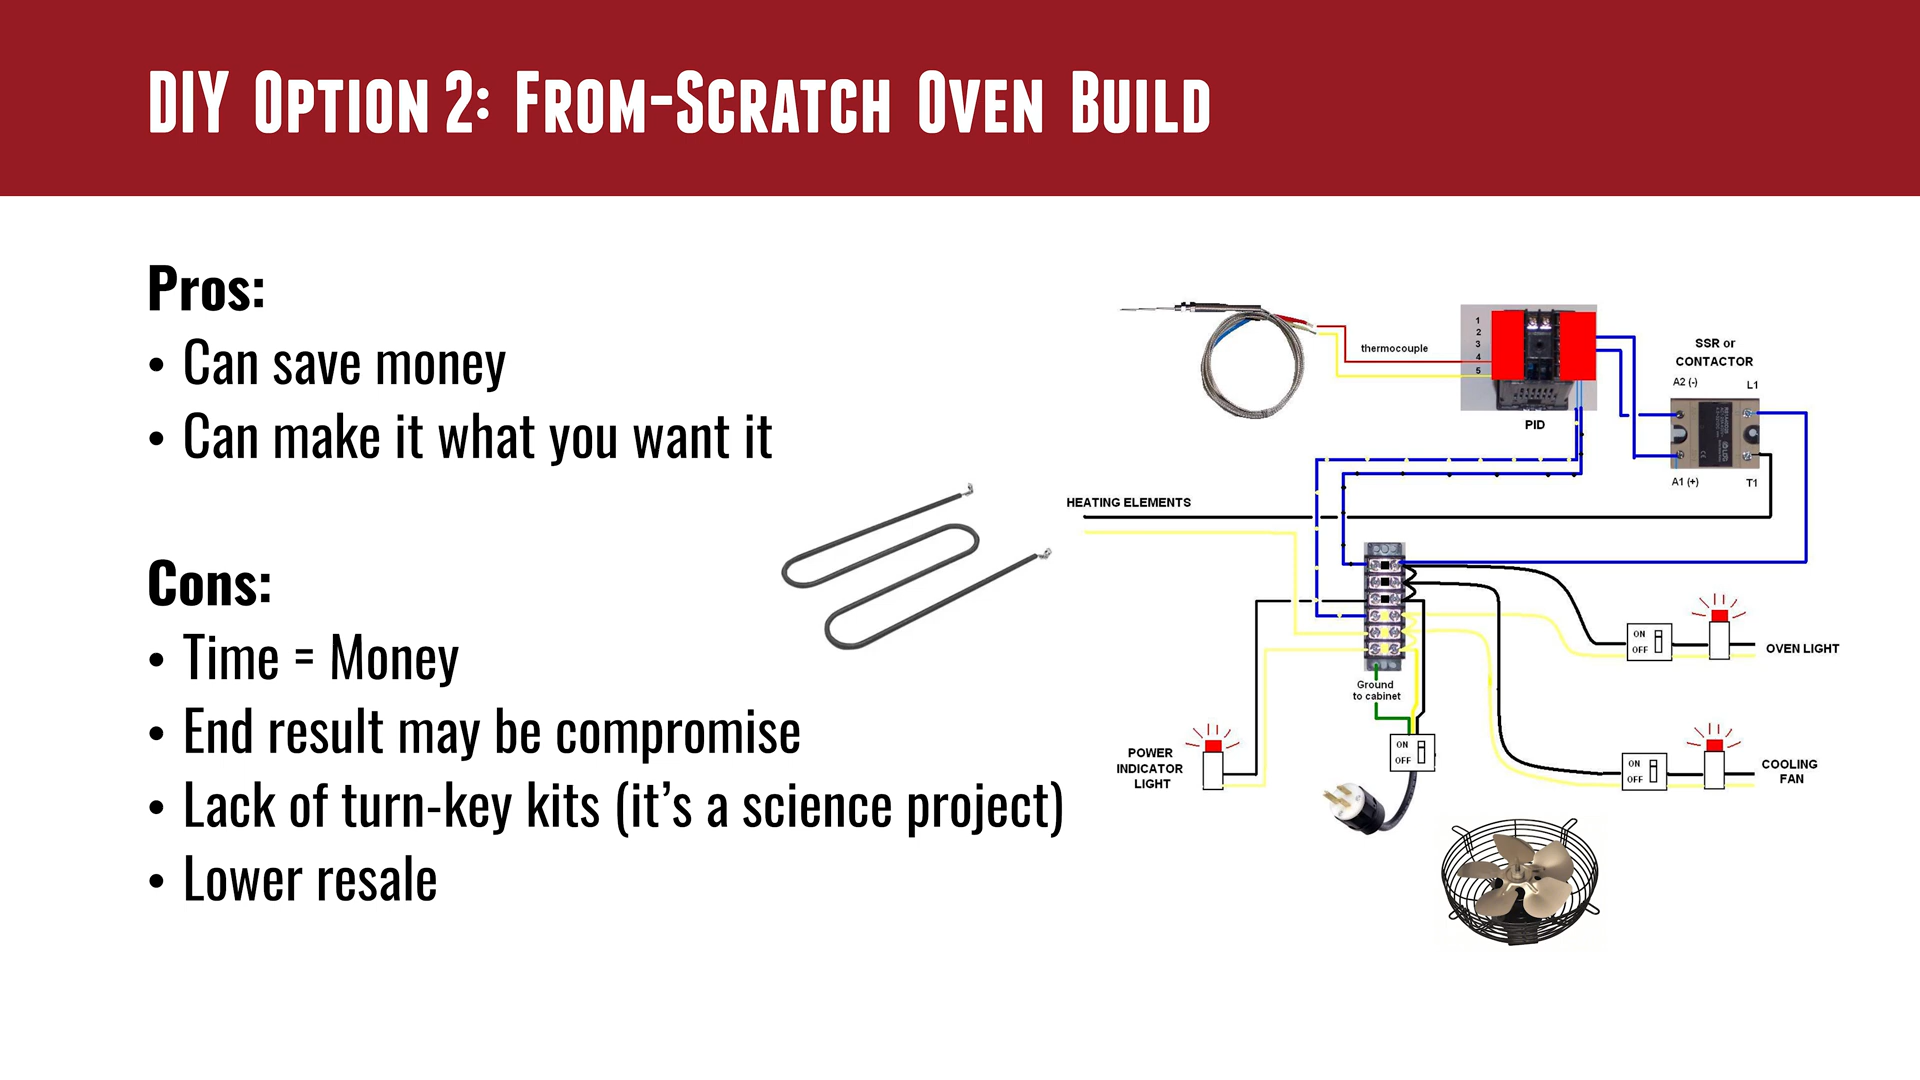 DIY Option 2: From-Scratch Oven Build
Pros:
• Can save money
• Can make it what you want it
Cons:
• Time = Money
• End result may be compromise
• Lack of turn-key kits (it’s a science project)
• Lower resale
thermocouple
1
2
3
4
5
PID
SSR or
CONTACTOR
A2 (-)
L1
A1 (+)
T1
HEATING ELEMENTS
Ground
to cabinet
ON
OFF
OVEN LIGHT
ON
OFF
POWER
INDICATOR
LIGHT
ON
OFF
COOLING
FAN